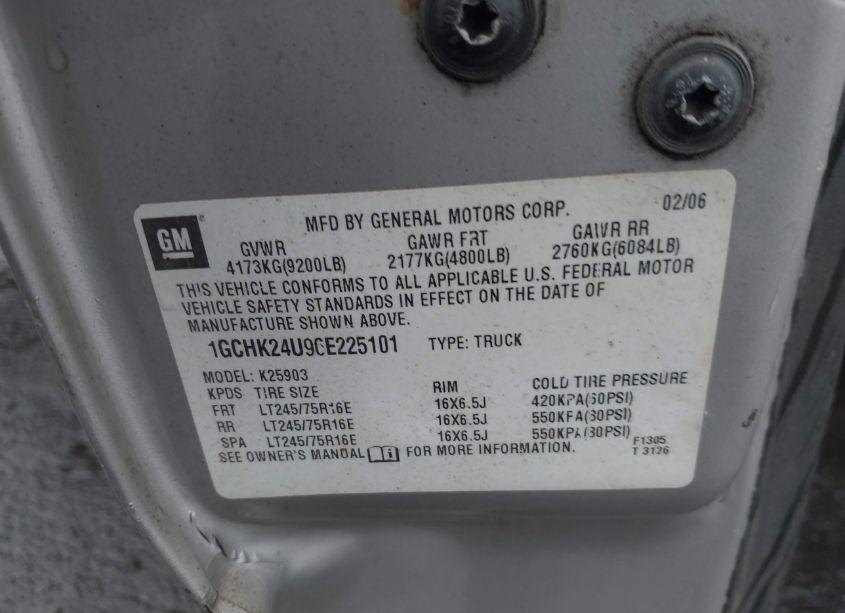 GM
MFD BY GENERAL MOTORS CORP. 02/06
GVWR GAWR FRT GAWR RR
4173KG(9200LB) 2177KG(4800LB) 2760KG(6084LB)
THIS VEHICLE CONFORMS TO ALL APPLICABLE U.S. FEDERAL MOTOR
VEHICLE SAFETY STANDARDS IN EFFECT ON THE DATE OF
MANUFACTURE SHOWN ABOVE.
1GCHK24U96E225101 TYPE: TRUCK
MODEL: K25903
KPDS TIRE SIZE RIM COLD TIRE PRESSURE
FRT LT245/75R16E 16X6.5J 420KPA(60PSI)
RR LT245/75R16E 16X6.5J 550KPA(80PSI)
SPA LT245/75R16E 16X6.5J 550KPA(80PSI)
SEE OWNER'S MANUAL FOR MORE INFORMATION.
F1305
T 3126